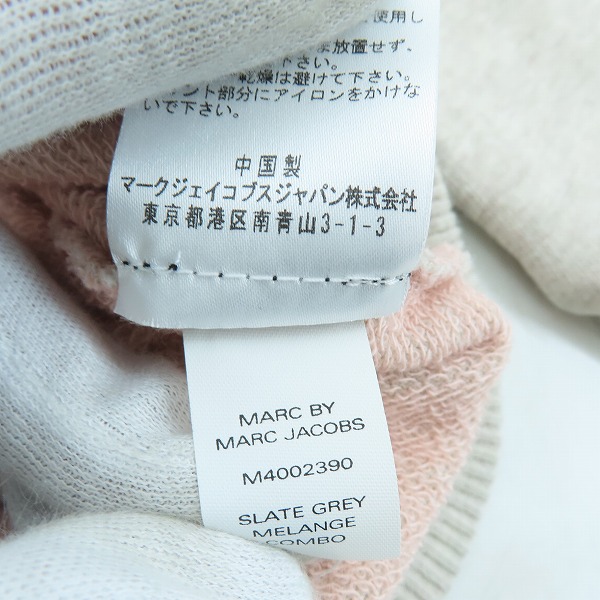 使用し
放置せず、
下さい。
乾燥は避けて下さい。
ント部分にアイロンをかけな
いで下さい。
中国製
マークジェイコブスジャパン株式会社
東京都港区南青山3-1-3
MARC BY
MARC JACOBS
M4002390
SLATE GREY
MELANGE
COMBO